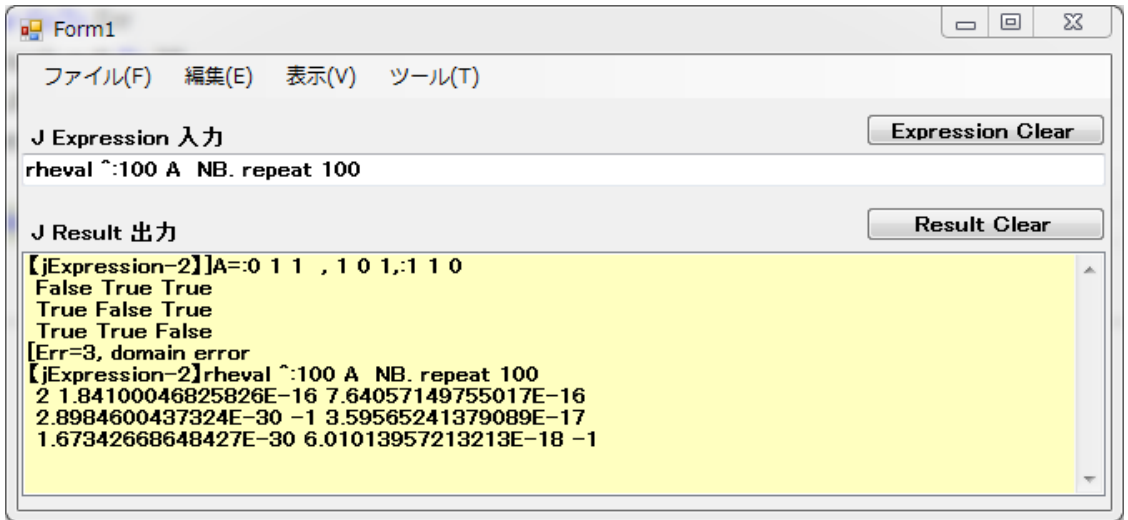 Form1
ファイル(F) 編集(E) 表示(V) ツール(T)
J Expression 入力
Expression Clear
rheval ^:100 A  NB. repeat 100
J Result 出力
Result Clear
【jExpression-2】]A=:0 1 1  , 1 0 1,:1 1 0
False True True
True False True
True True False
[Err=3, domain error
【jExpression-2】rheval ^:100 A  NB. repeat 100
2 1.84100046825826E-16 7.64057149755017E-16
2.8984600437324E-30 -1 3.59565241379089E-17
1.67342668648427E-30 6.01013957213213E-18 -1